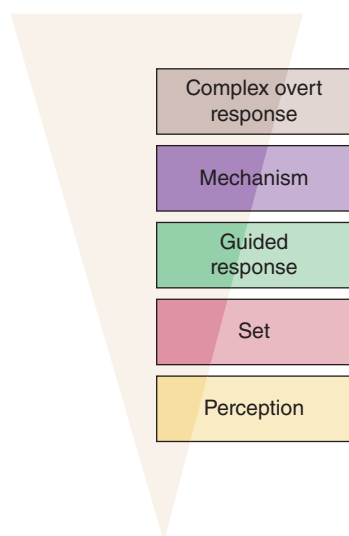 Complex overt
response
Mechanism
Guided
response
Set
Perception